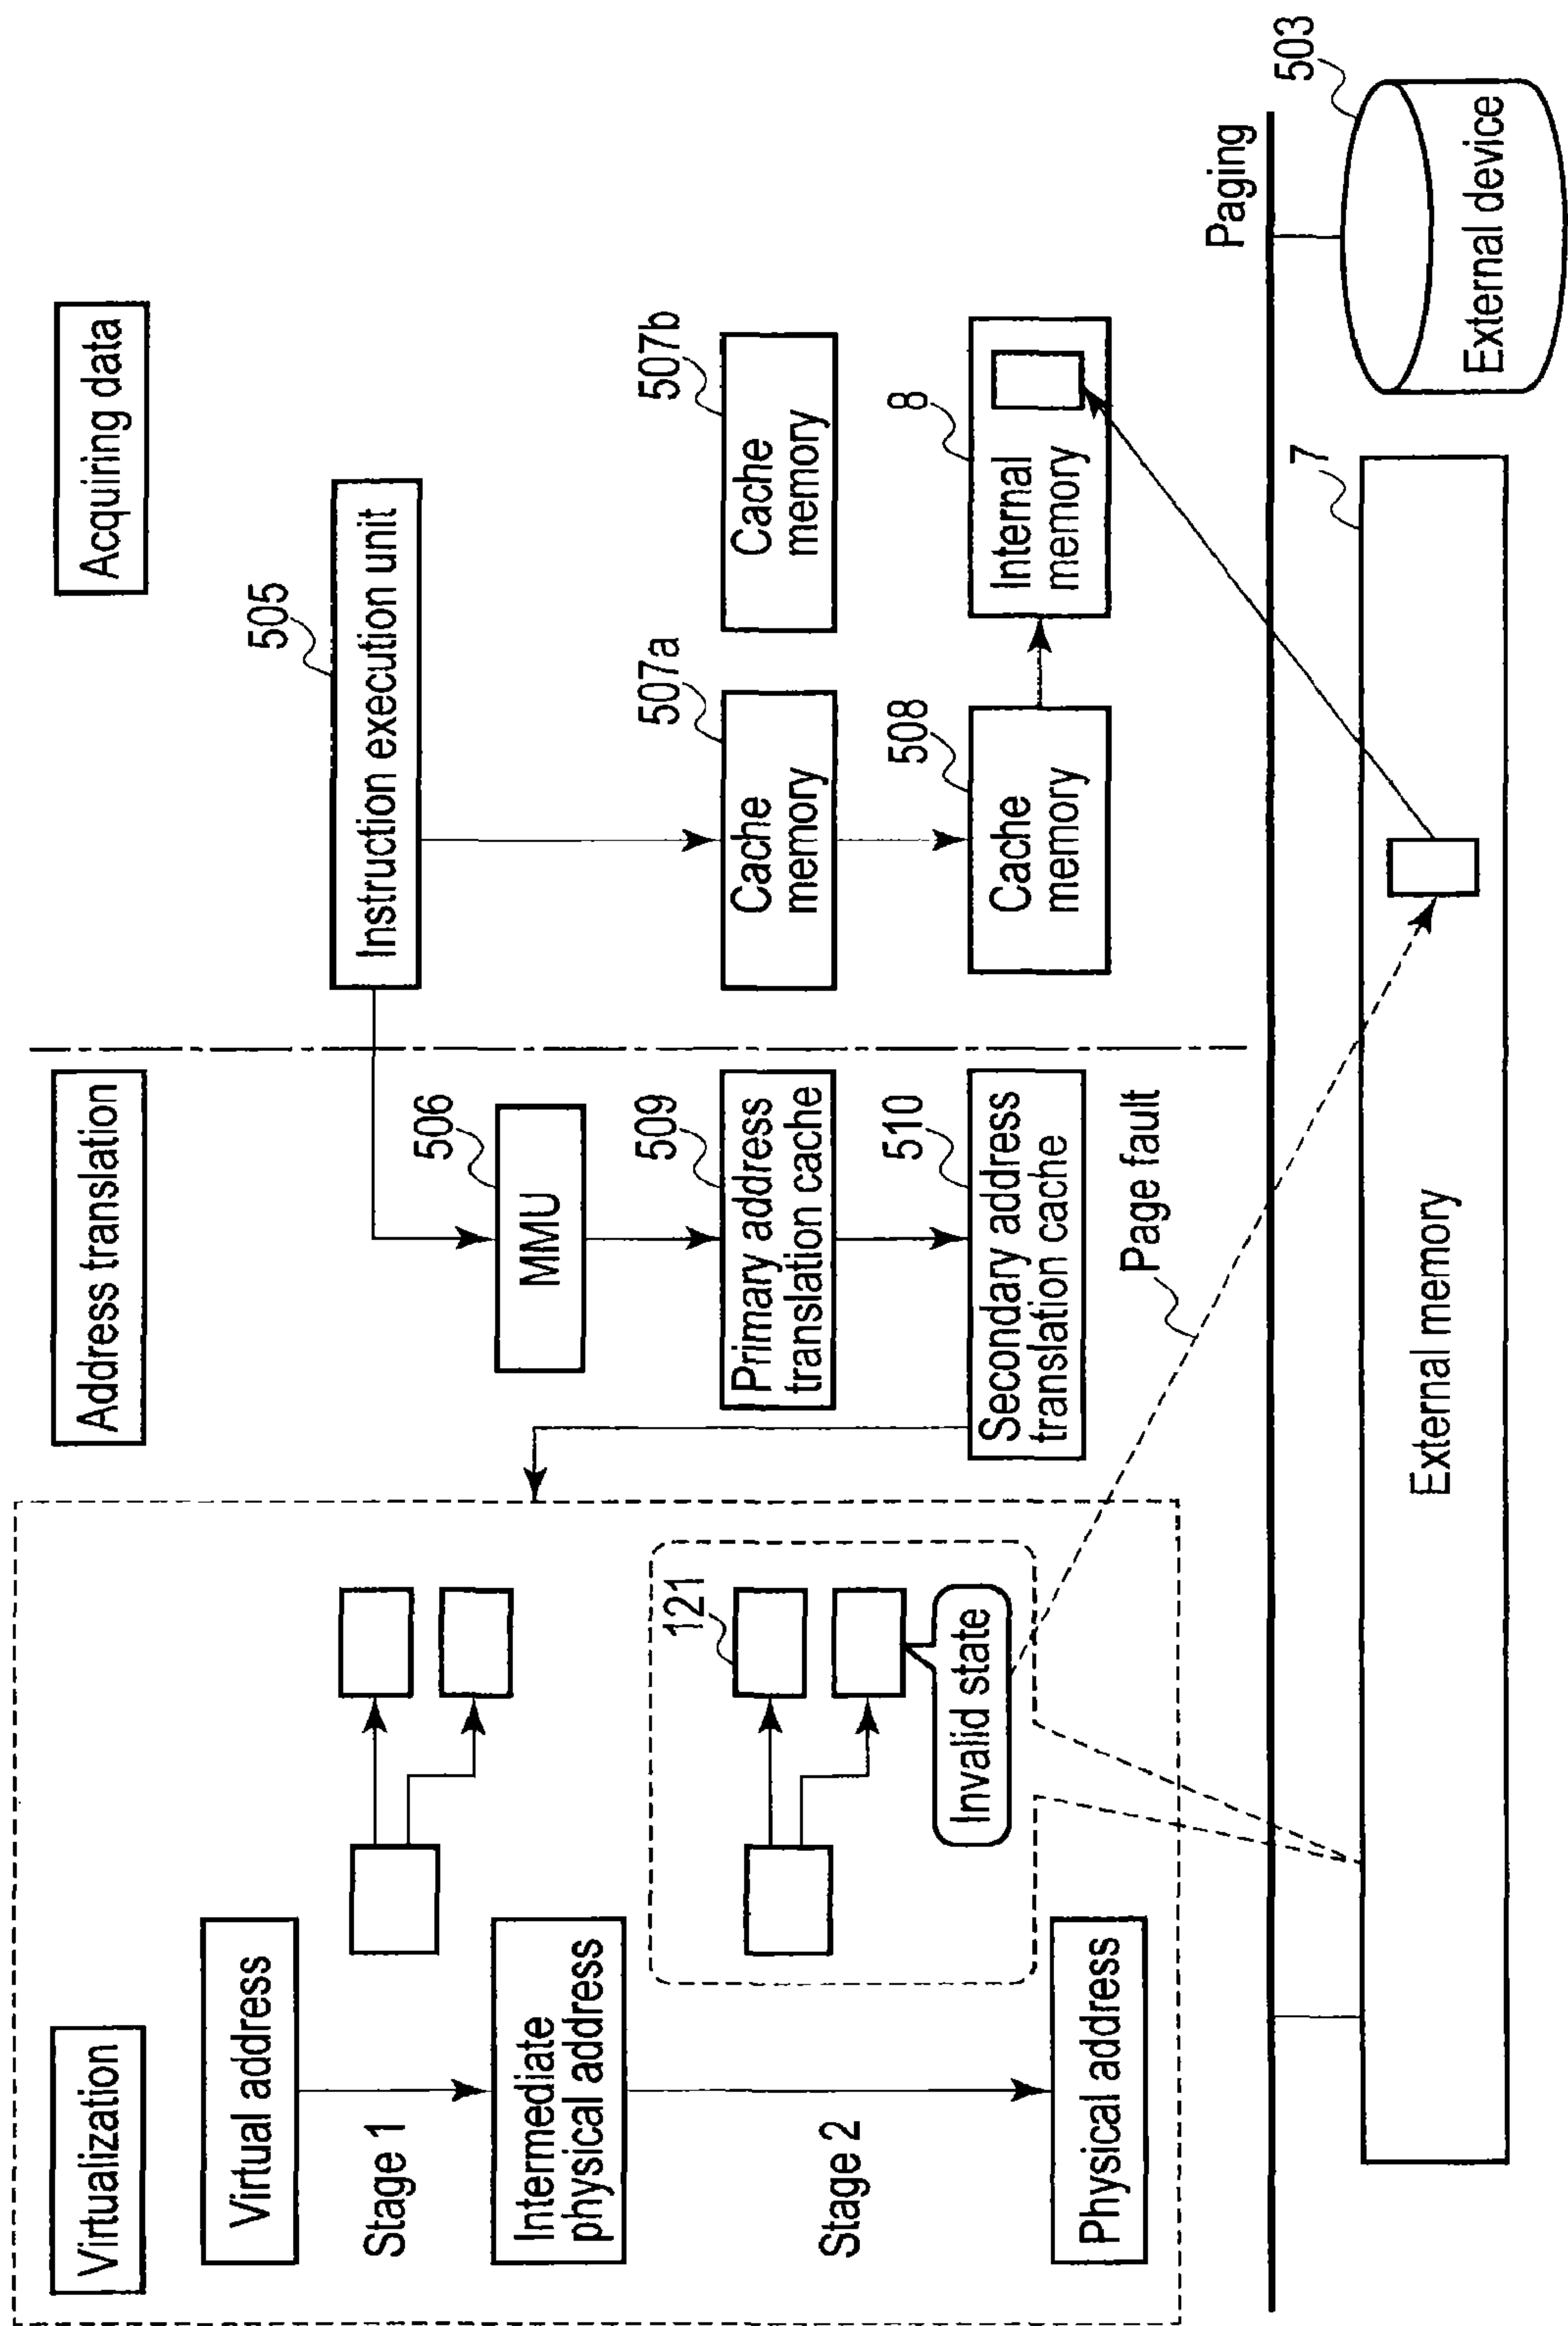 Virtualization
Address translation
Acquiring data
Virtual address
Stage 1
Intermediate
physical address
Stage 2
Physical address
121
Invalid state
506
MMU
509
Primary address
translation cache
510
Secondary address
translation cache
Page fault
505
Instruction execution unit
507a
Cache
memory
507b
Cache
memory
508
Cache
memory
8
Internal
memory
Paging
7
External memory
503
External device